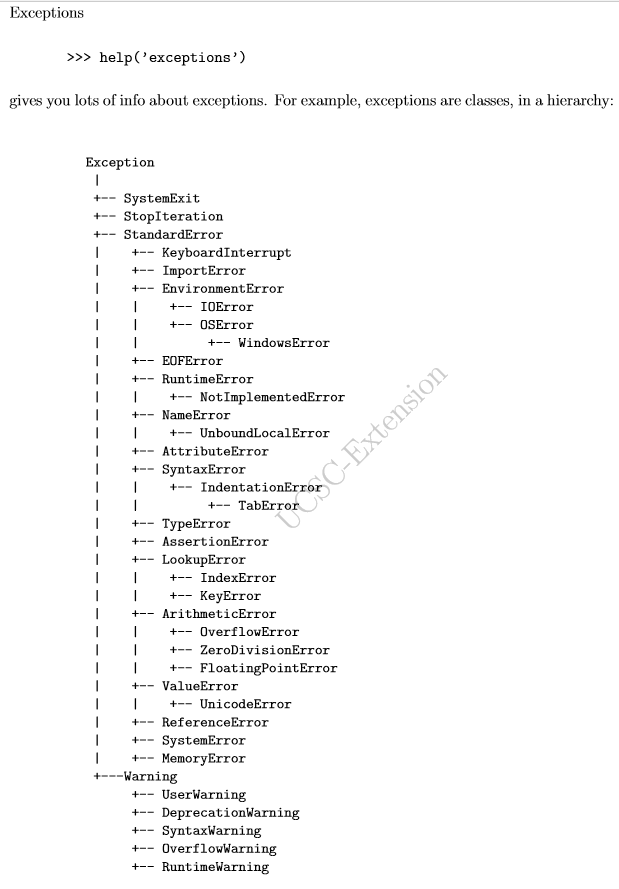 Exceptions
>>> help('exceptions')
gives you lots of info about exceptions. For example, exceptions are classes, in a hierarchy:
Exception
 |
 +-- SystemExit
 +-- StopIteration
 +-- StandardError
 |    +-- KeyboardInterrupt
 |    +-- ImportError
 |    +-- EnvironmentError
 |    |    +-- IOError
 |    |    +-- OSError
 |    |         +-- WindowsError
 |    +-- EOFError
 |    +-- RuntimeError
 |    |    +-- NotImplementedError
 |    +-- NameError
 |    |    +-- UnboundLocalError
 |    +-- AttributeError
 |    +-- SyntaxError
 |    |    +-- IndentationError
 |    |         +-- TabError
 |    +-- TypeError
 |    +-- AssertionError
 |    +-- LookupError
 |    |    +-- IndexError
 |    |    +-- KeyError
 |    +-- ArithmeticError
 |    |    +-- OverflowError
 |    |    +-- ZeroDivisionError
 |    |    +-- FloatingPointError
 |    +-- ValueError
 |    |    +-- UnicodeError
 |    +-- ReferenceError
 |    +-- SystemError
 |    +-- MemoryError
 +---Warning
      +-- UserWarning
      +-- DeprecationWarning
      +-- SyntaxWarning
      +-- OverflowWarning
      +-- RuntimeWarning
UCSC-Extension